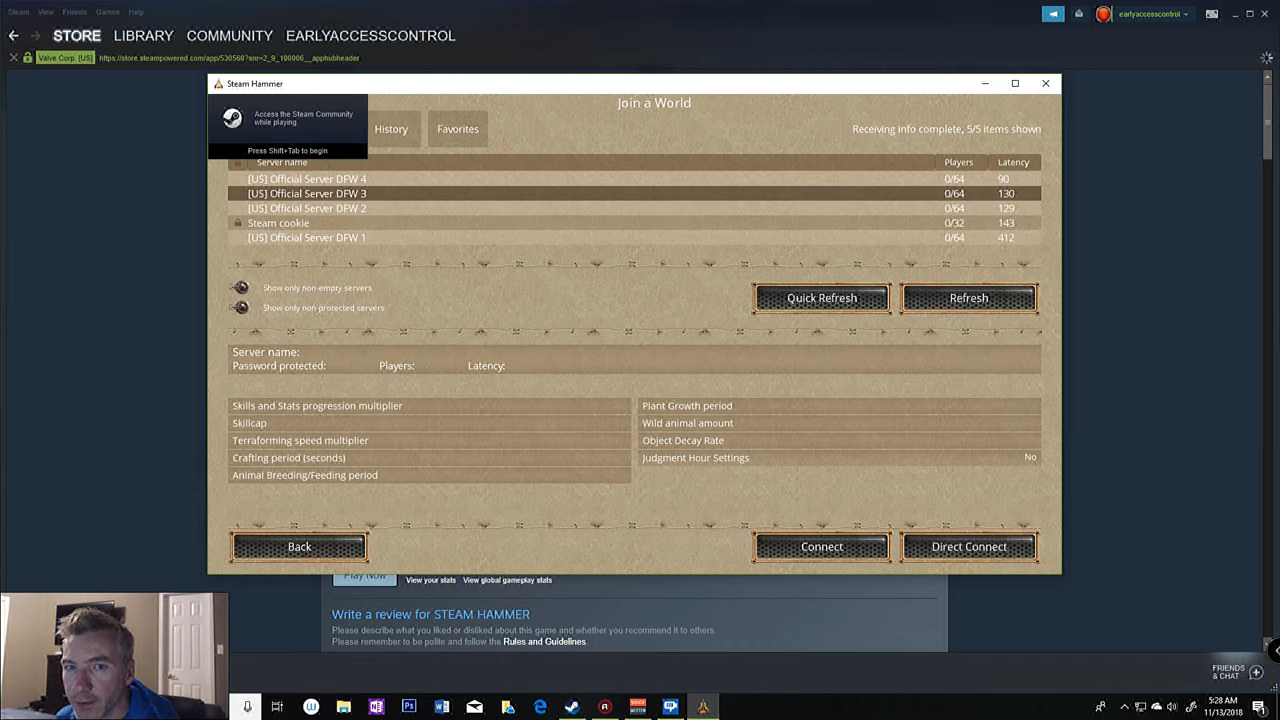 Steam View Friends Games Help
earlyaccesscontrol
STORE LIBRARY COMMUNITY EARLYACCESSCONTROL
Valve Corp. [US] https://store.steampowered.com/app/530560?snr=2_9_100006__apphubheader
Steam Hammer
Join a World
Access the Steam Community
while playing.
Press Shift+Tab to begin
History Favorites
Receiving info complete, 5/5 items shown
Server name Players Latency
[US] Official Server DFW 4 0/64 90
[US] Official Server DFW 3 0/64 130
[US] Official Server DFW 2 0/64 129
Steam cookie 0/32 143
[US] Official Server DFW 1 0/64 412
Show only non-empty servers
Show only non-protected servers
Quick Refresh Refresh
Server name:
Password protected: Players: Latency:
Skills and Stats progression multiplier
Skillcap
Terraforming speed multiplier
Crafting period (seconds)
Animal Breeding/Feeding period
Plant Growth period
Wild animal amount
Object Decay Rate
Judgment Hour Settings No
Back Connect Direct Connect
Play Now View your stats View global gameplay stats
Write a review for STEAM HAMMER
Please describe what you liked or disliked about this game and whether you recommend it to others.
Please remember to be polite and follow the Rules and Guidelines.
FRIENDS
& CHAT
5:28 AM
11/13/2018